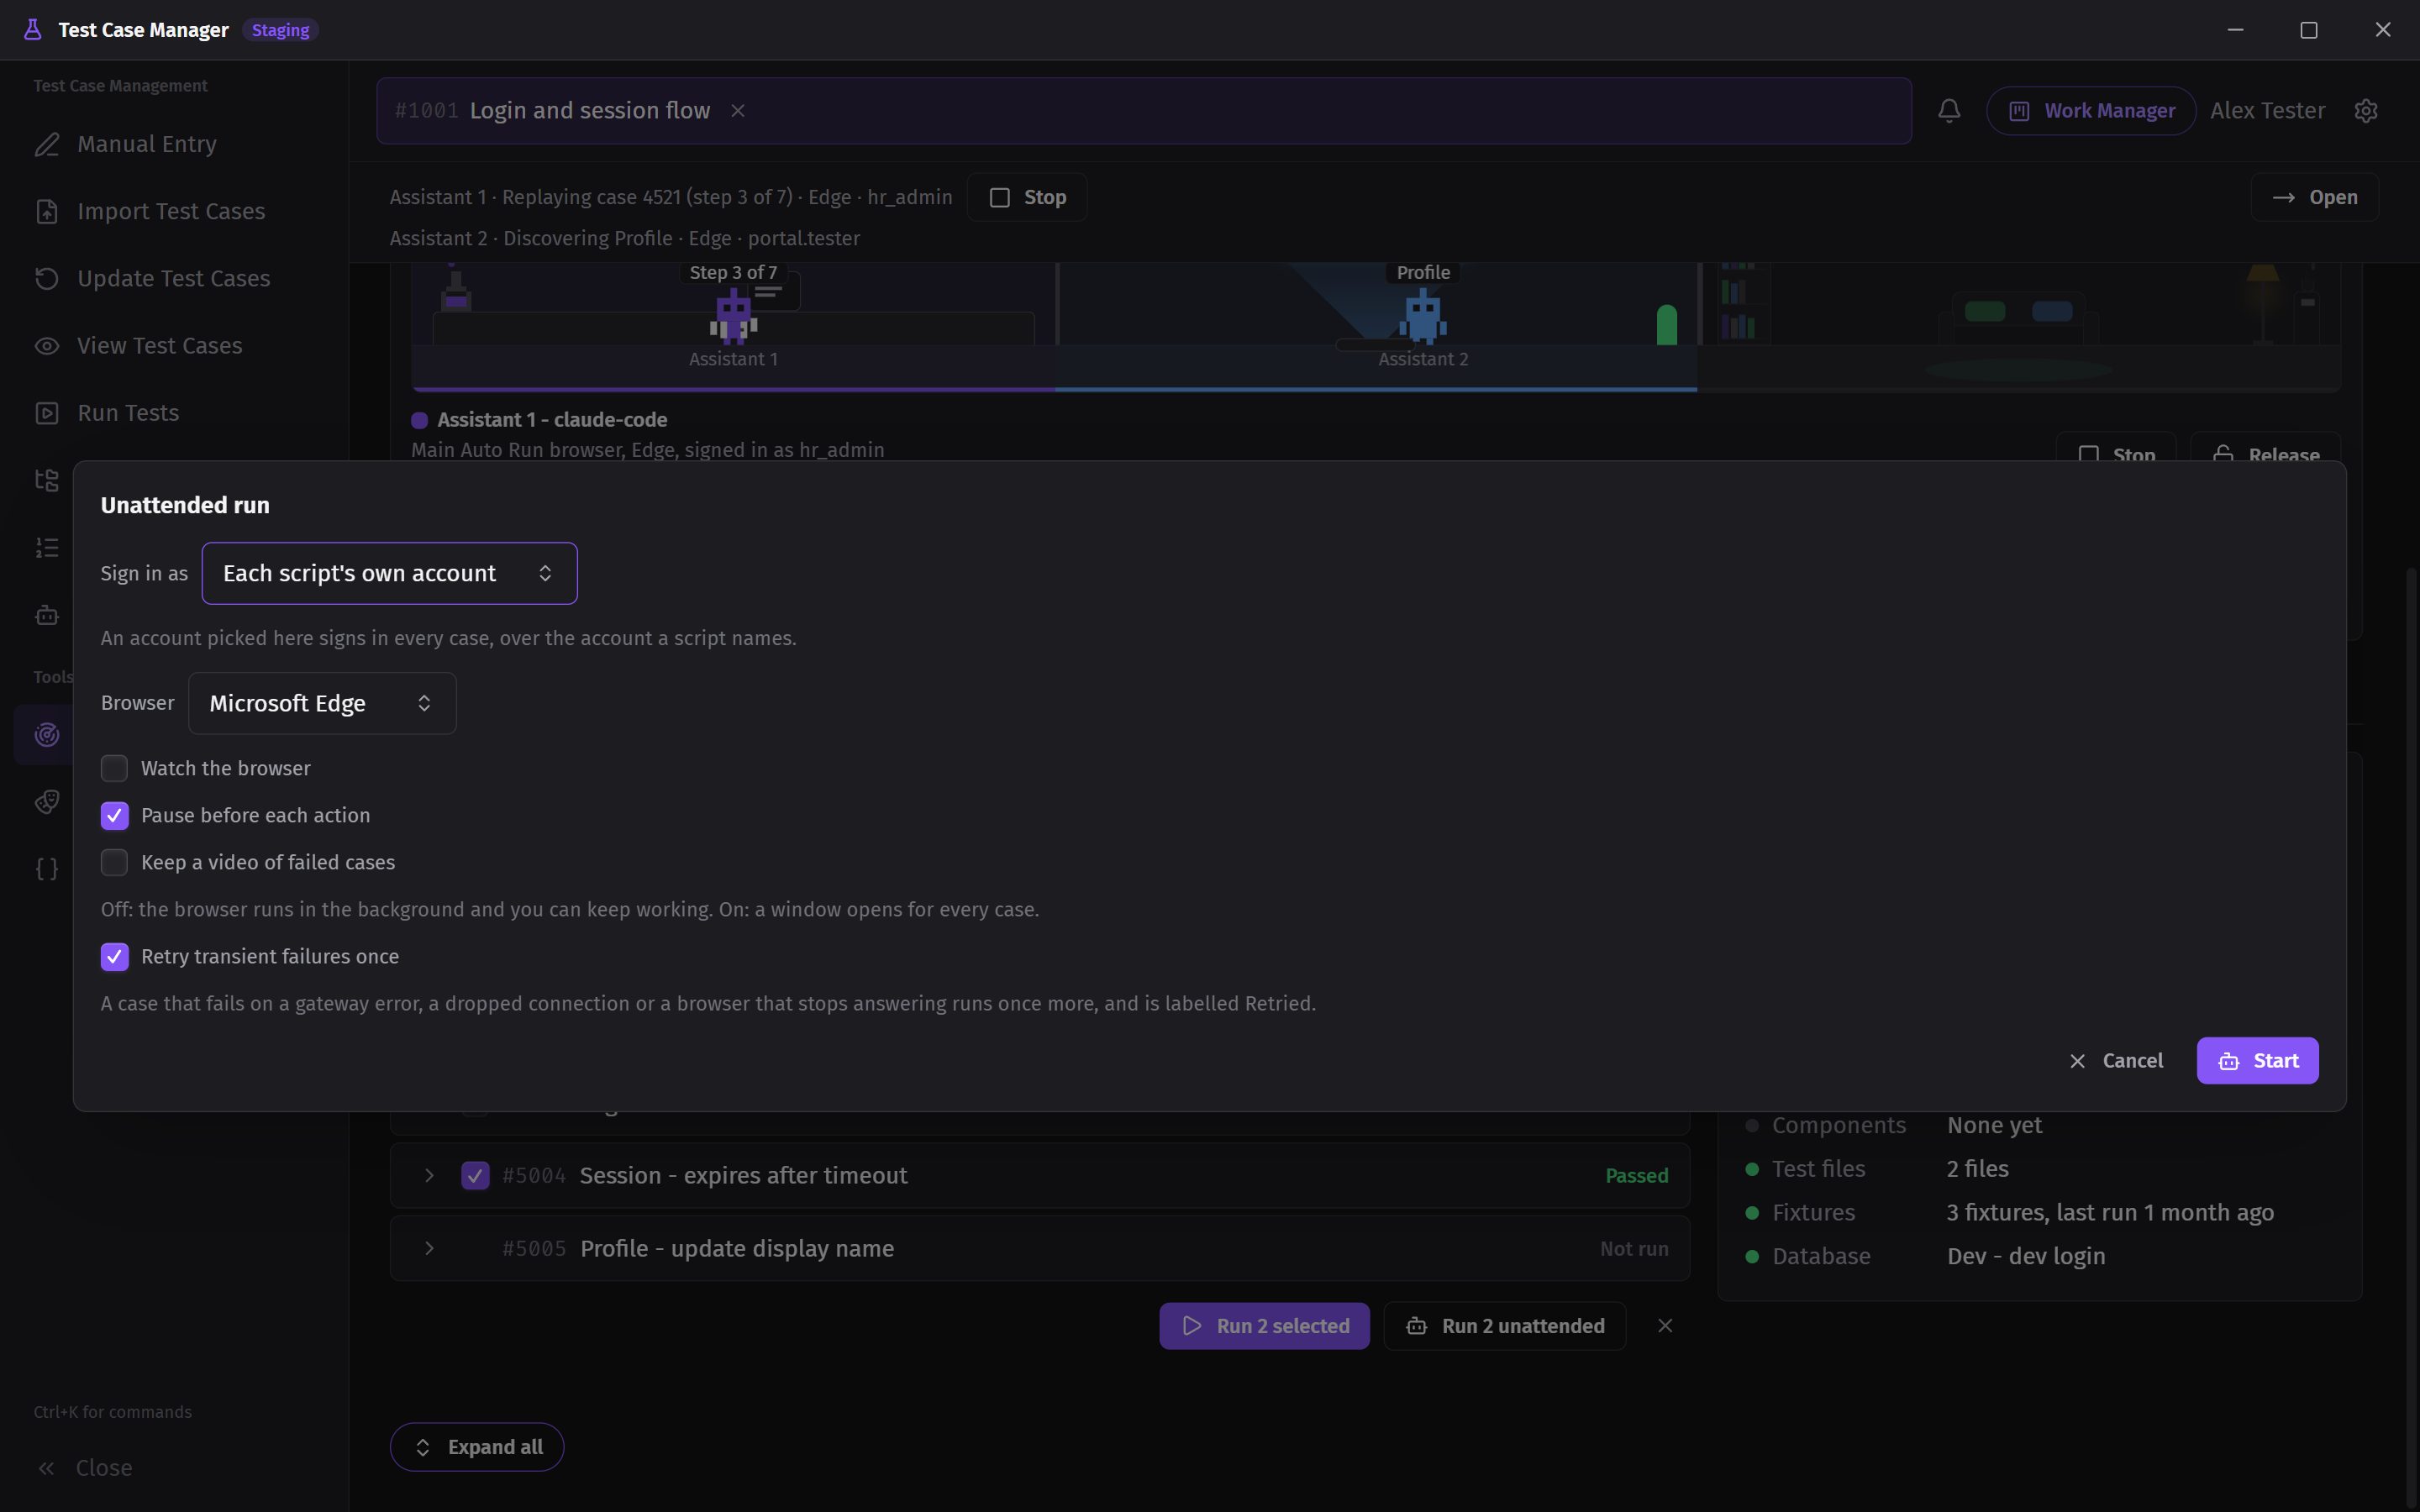 Test Case Manager Staging
Test Case Management
Manual Entry
Import Test Cases
Update Test Cases
View Test Cases
Run Tests
Tools
Ctrl+K for commands
Close
#1001 Login and session flow
Work Manager
Alex Tester
Assistant 1 · Replaying case 4521 (step 3 of 7) · Edge · hr_admin
Stop
Open
Assistant 2 · Discovering Profile · Edge · portal.tester
Step 3 of 7
Profile
Assistant 1
Assistant 2
Assistant 1 - claude-code
Main Auto Run browser, Edge, signed in as hr_admin
Stop
Release
Unattended run
Sign in as Each script's own account
An account picked here signs in every case, over the account a script names.
Browser Microsoft Edge
Watch the browser
Pause before each action
Keep a video of failed cases
Off: the browser runs in the background and you can keep working. On: a window opens for every case.
Retry transient failures once
A case that fails on a gateway error, a dropped connection or a browser that stops answering runs once more, and is labelled Retried.
Cancel
Start
#5004 Session - expires after timeout Passed
#5005 Profile - update display name Not run
Run 2 selected
Run 2 unattended
Expand all
Components None yet
Test files 2 files
Fixtures 3 fixtures, last run 1 month ago
Database Dev - dev login